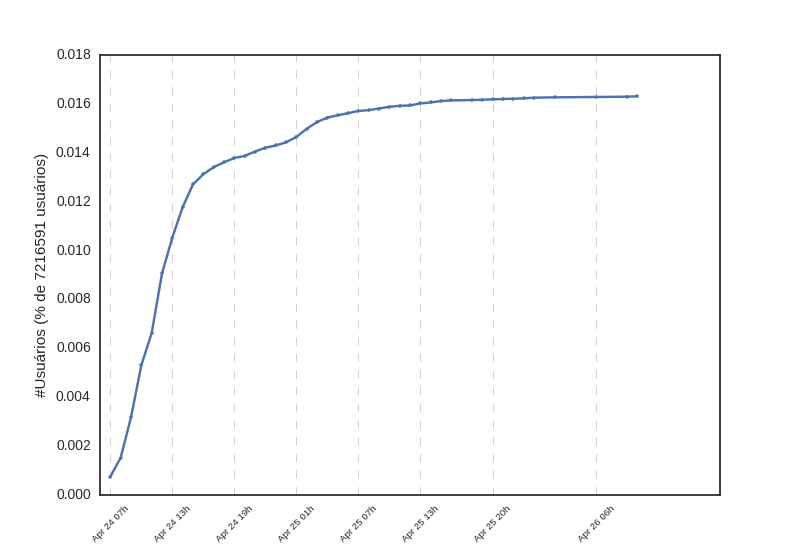 0.018
0.016
0.014
0.012
0.010
0.008
0.006
0.004
0.002
0.000
#Usuários (% de 7216591 usuários)
Apr 24 07h
Apr 24 13h
Apr 24 19h
Apr 25 01h
Apr 25 07h
Apr 25 13h
Apr 25 20h
Apr 26 06h